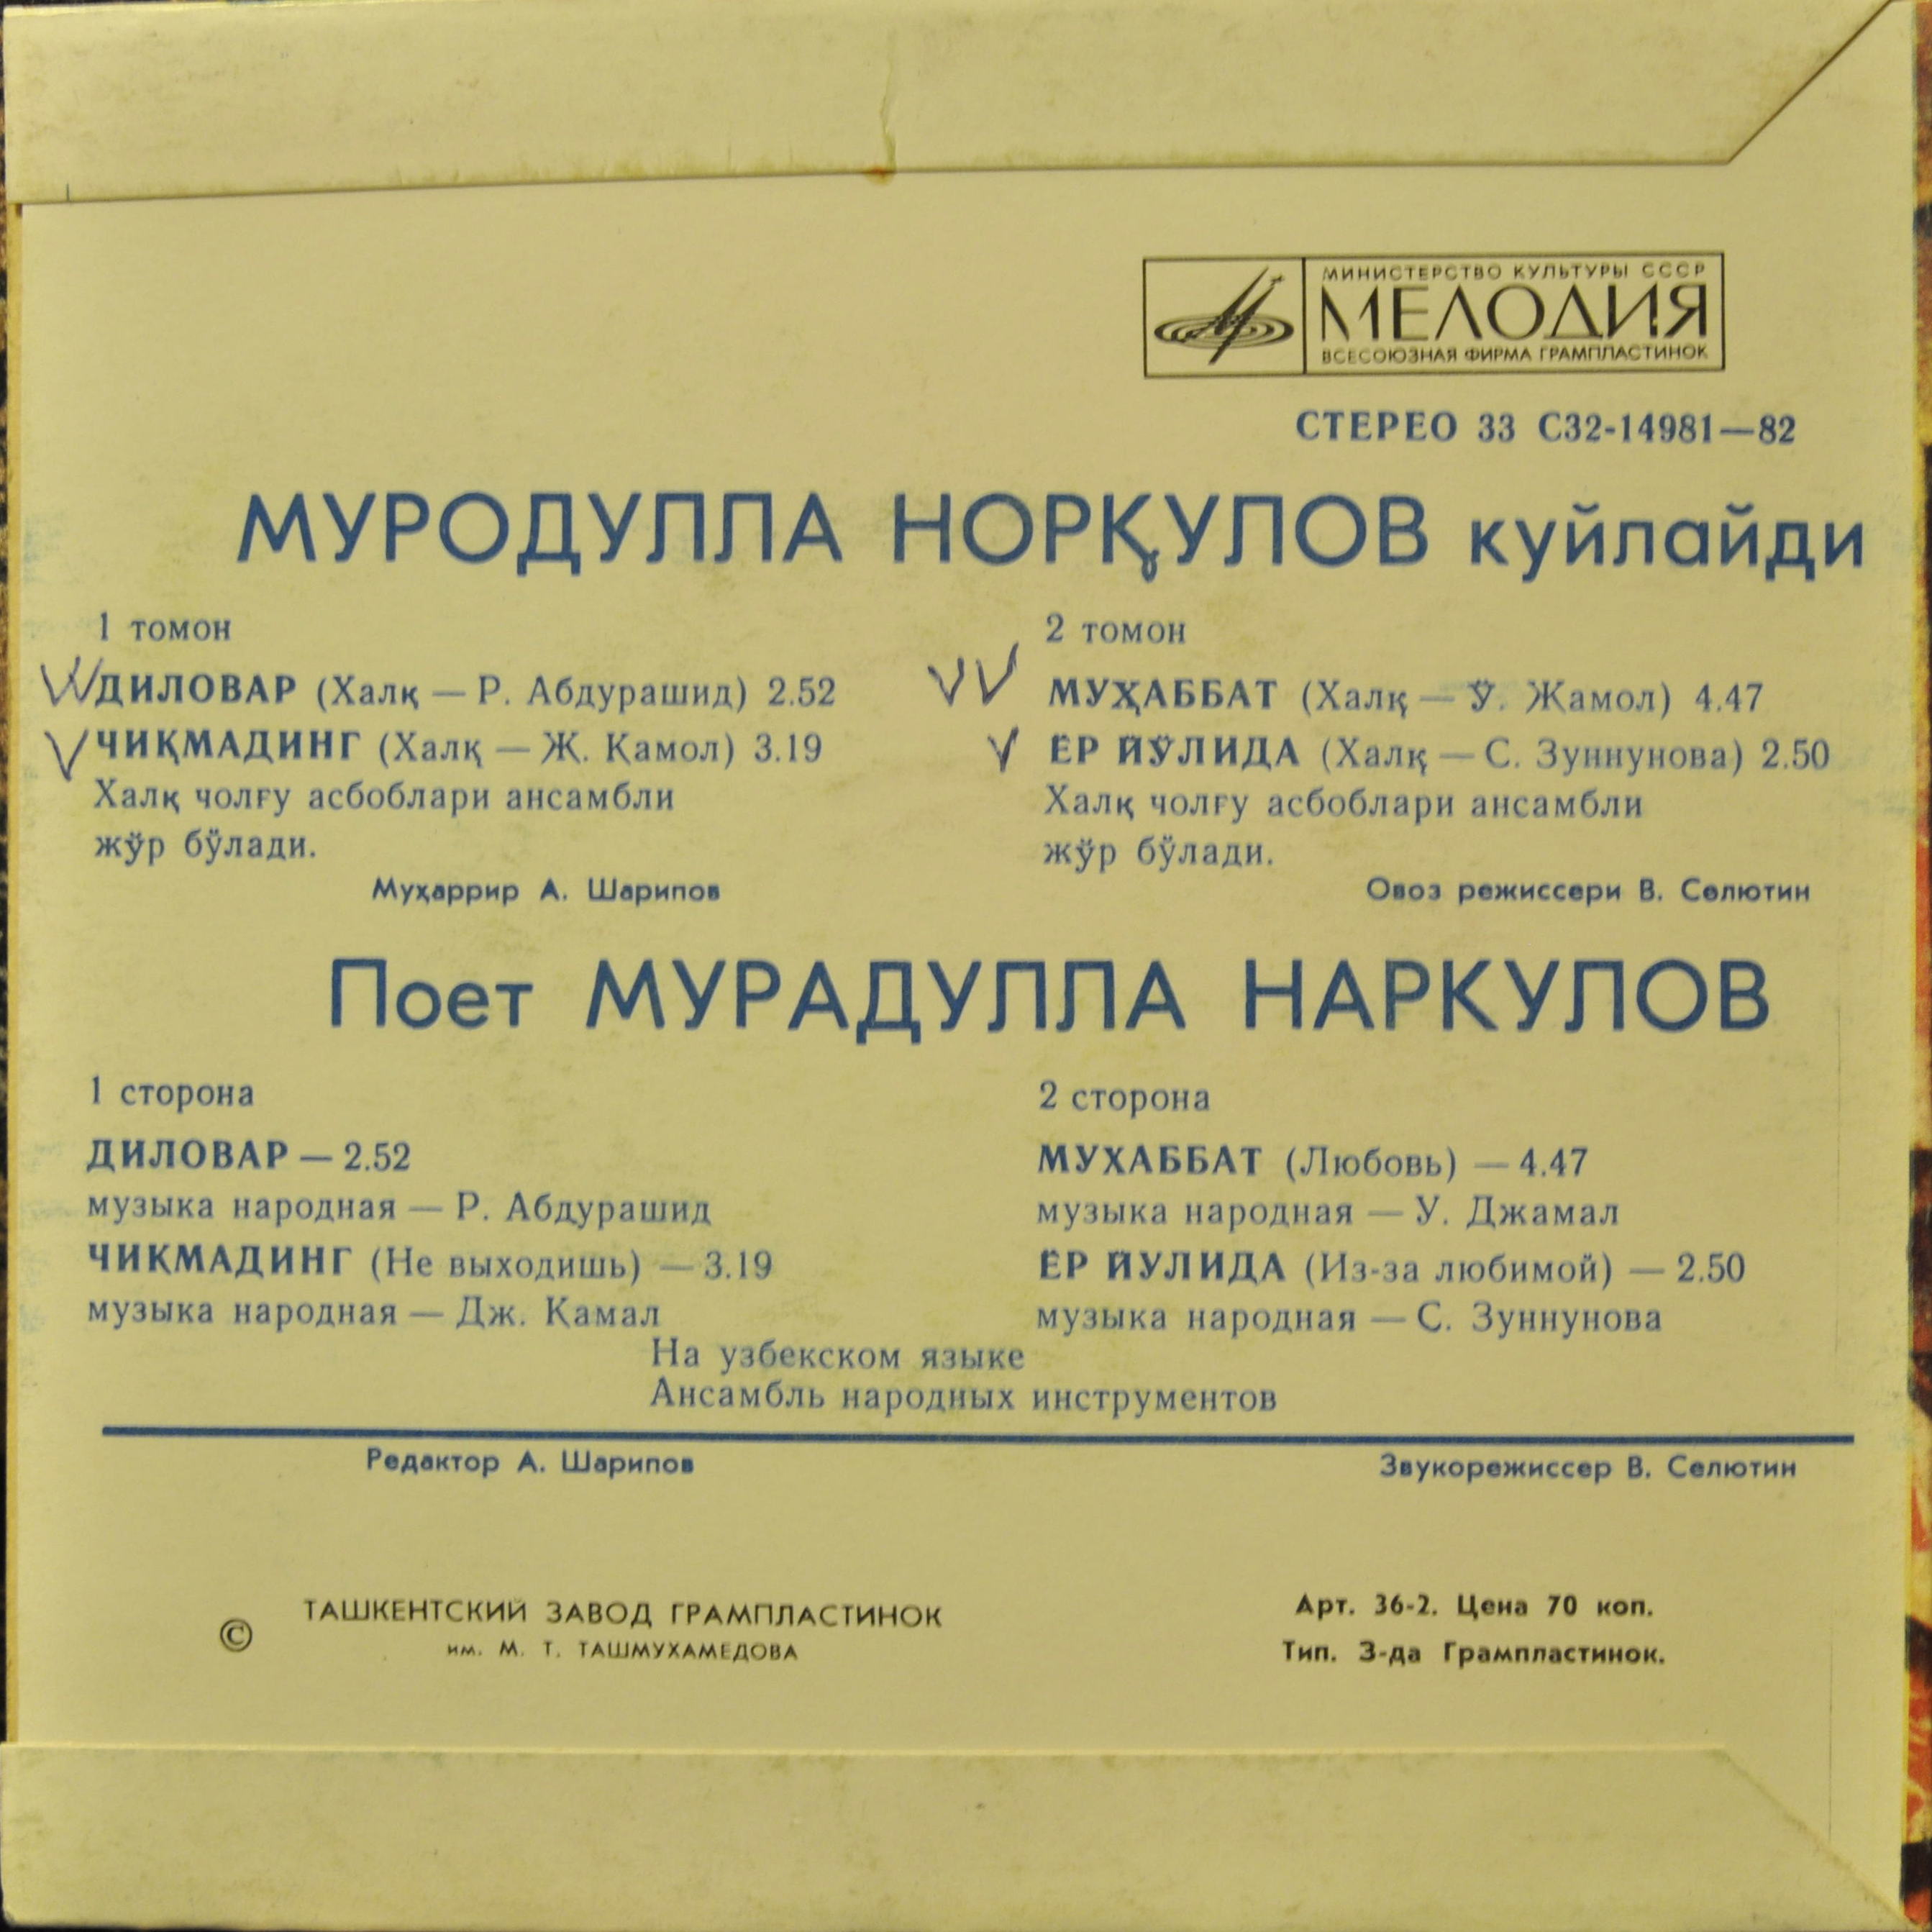 МИНИСТЕРСТВО КУЛЬТУРЫ СССР
МЕЛОДИЯ
ВСЕСОЮЗНАЯ ФИРМА ГРАМПЛАСТИНОК
СТЕРЕО 33 С32-14981—82
МУРОДУЛЛА НОРҚУЛОВ куйлайди
1 томон
ДИЛОВАР (Халқ — Р. Абдурашид) 2.52
ЧИҚМАДИНГ (Халқ — Ж. Камол) 3.19
Халқ чолғу асбоблари ансамбли
жўр бўлади.
Муҳаррир А. Шарипов
2 томон
МУҲАББАТ (Халқ — Ў. Жамол) 4.47
ЁР ЙЎЛИДА (Халқ — С. Зуннунова) 2.50
Халқ чолғу асбоблари ансамбли
жўр бўлади.
Овоз режиссери В. Селютин
Поет МУРАДУЛЛА НАРКУЛОВ
1 сторона
ДИЛОВАР — 2.52
музыка народная — Р. Абдурашид
ЧИКМАДИНГ (Не выходишь) — 3.19
музыка народная — Дж. Камал
2 сторона
МУХАББАТ (Любовь) — 4.47
музыка народная — У. Джамал
ЁР ЙУЛИДА (Из-за любимой) — 2.50
музыка народная — С. Зуннунова
На узбекском языке
Ансамбль народных инструментов
Редактор А. Шарипов
Звукорежиссер В. Селютин
© ТАШКЕНТСКИЙ ЗАВОД ГРАМПЛАСТИНОК
им. М. Т. ТАШМУХАМЕДОВА
Арт. 36-2. Цена 70 коп.
Тип. З-да Грампластинок.